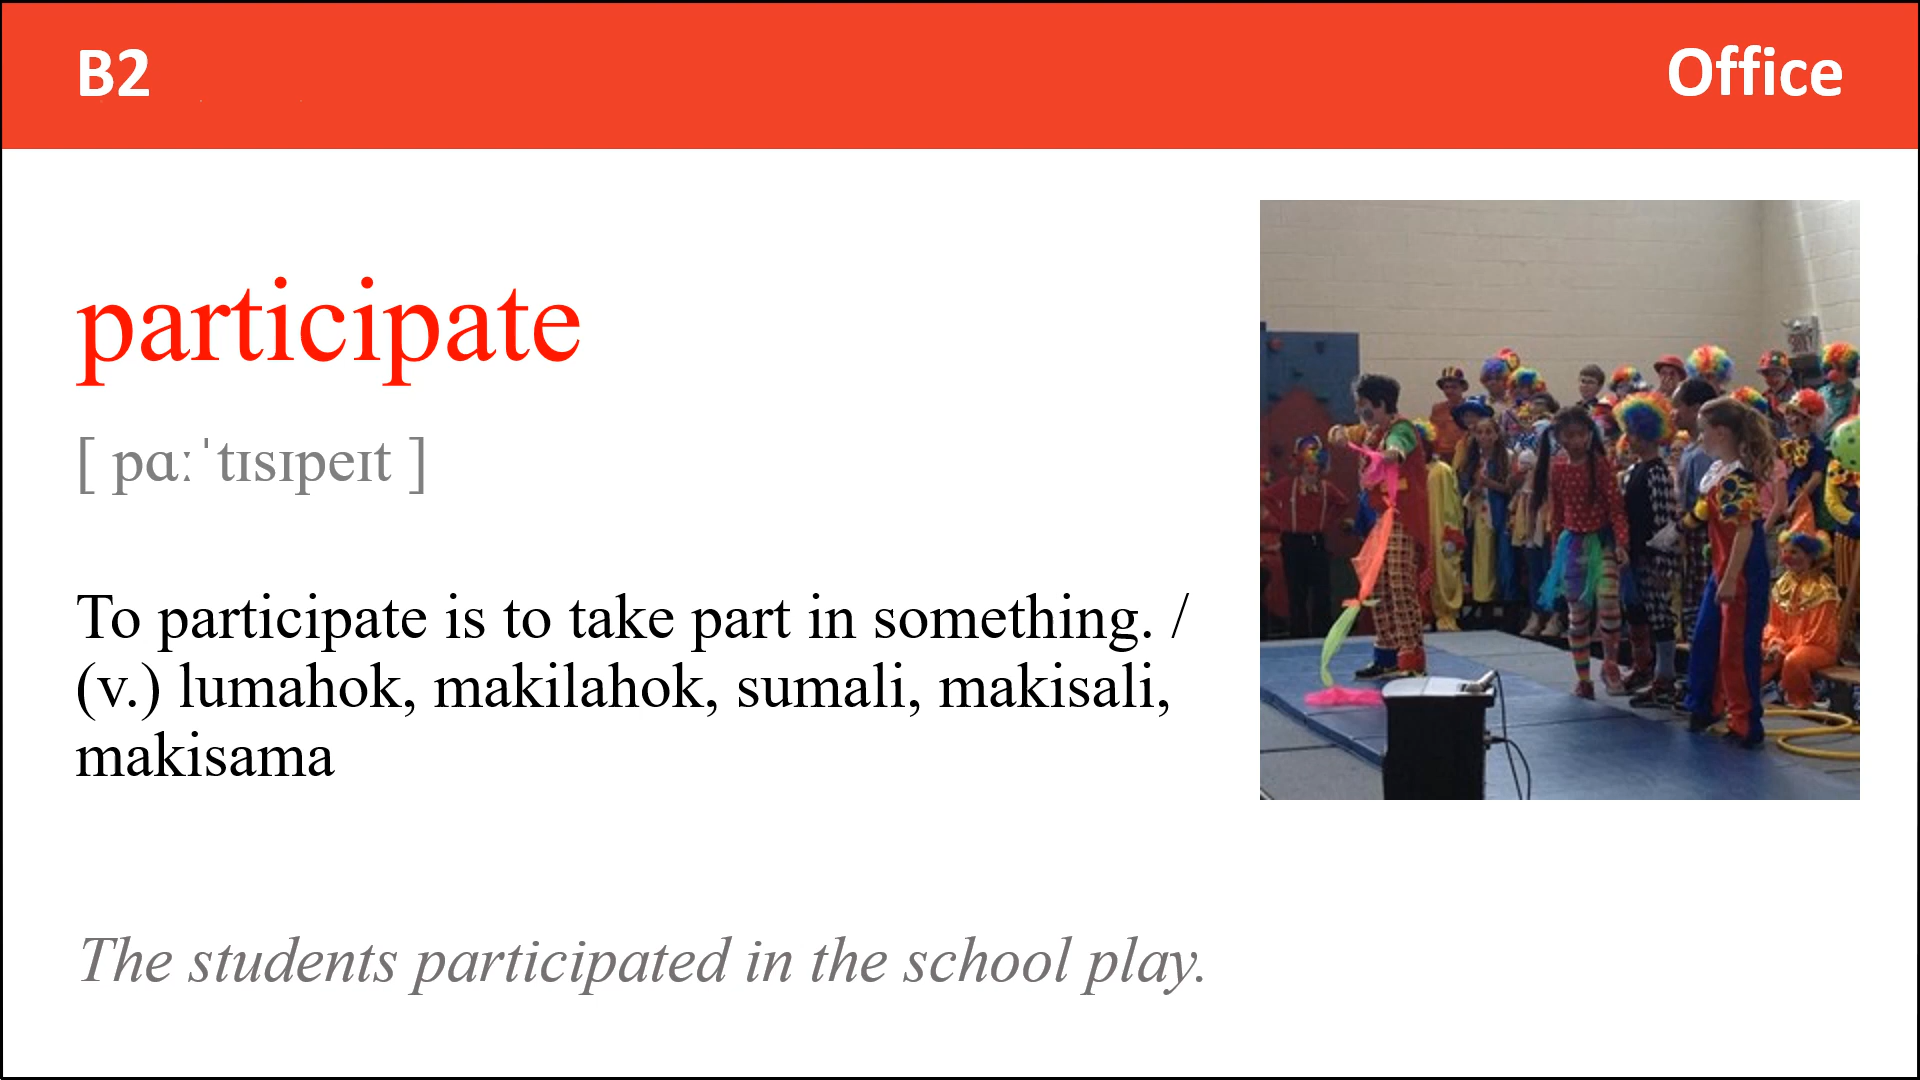 B2
Office
participate
[ pɑːˈtɪsɪpeɪt ]
To participate is to take part in something. /
(v.) lumahok, makilahok, sumali, makisali,
makisama
The students participated in the school play.